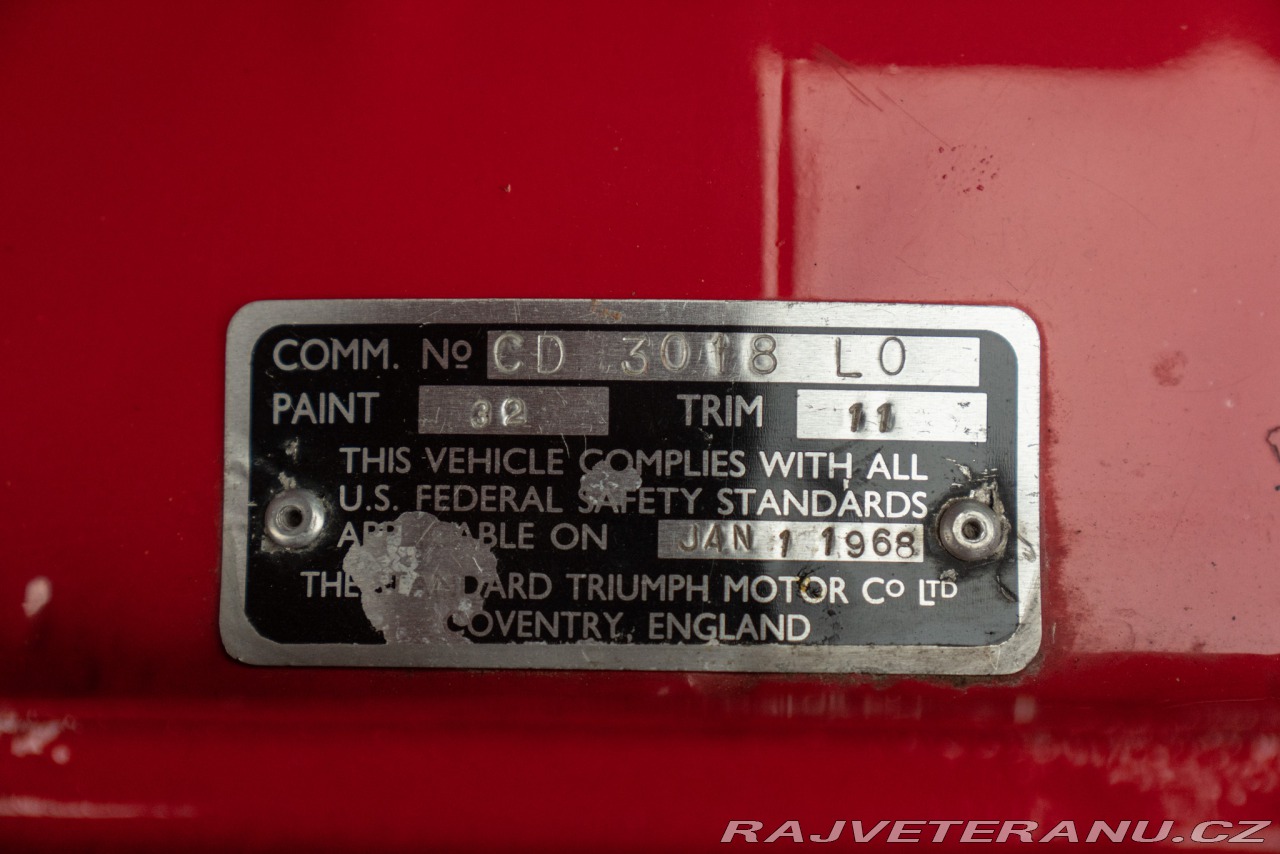 COMM. Nº CD 3018 LO
PAINT 32 TRIM 11
THIS VEHICLE COMPLIES WITH ALL
U.S. FEDERAL SAFETY STANDARDS
ON JAN 1 1968
THE TRIUMPH MOTOR Cº LTD
COVENTRY, ENGLAND
RAJVETERANU.CZ